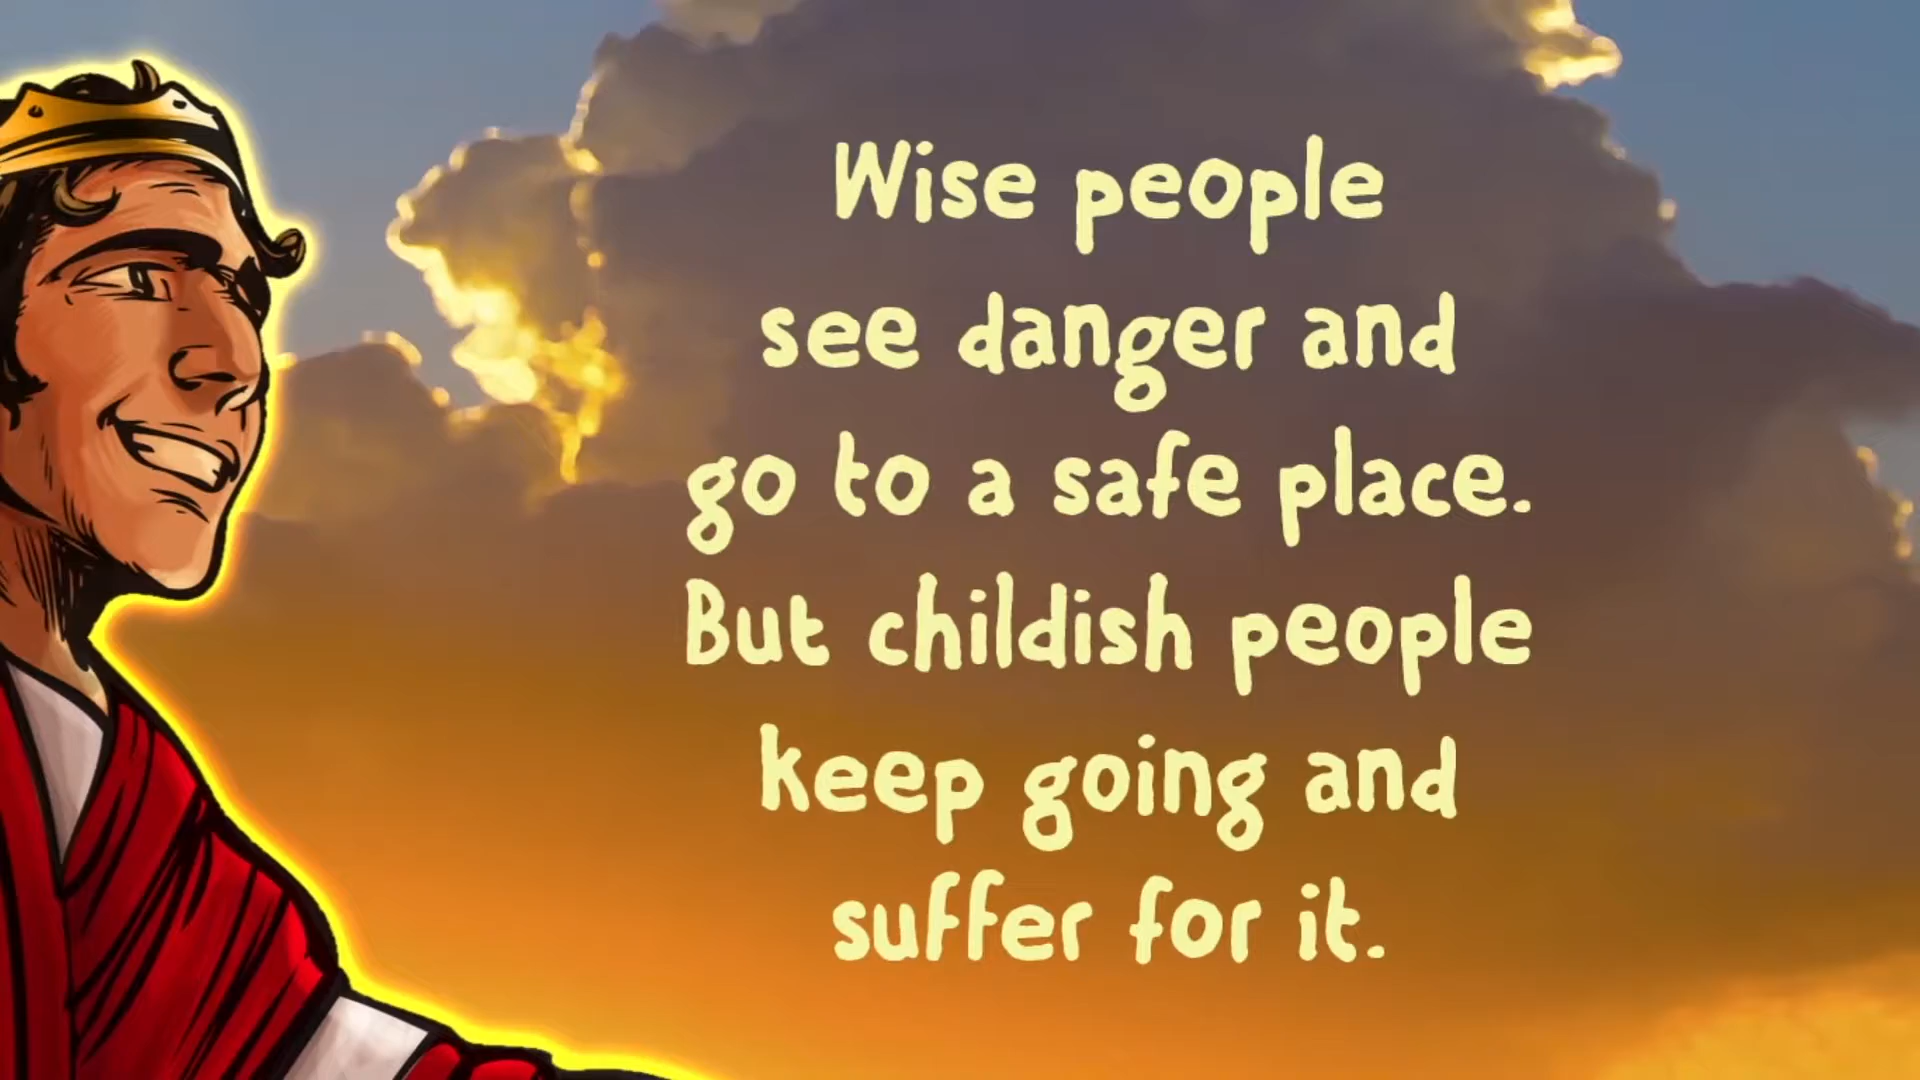 Wise people
see danger and
go to a safe place.
But childish people
keep going and
suffer for it.